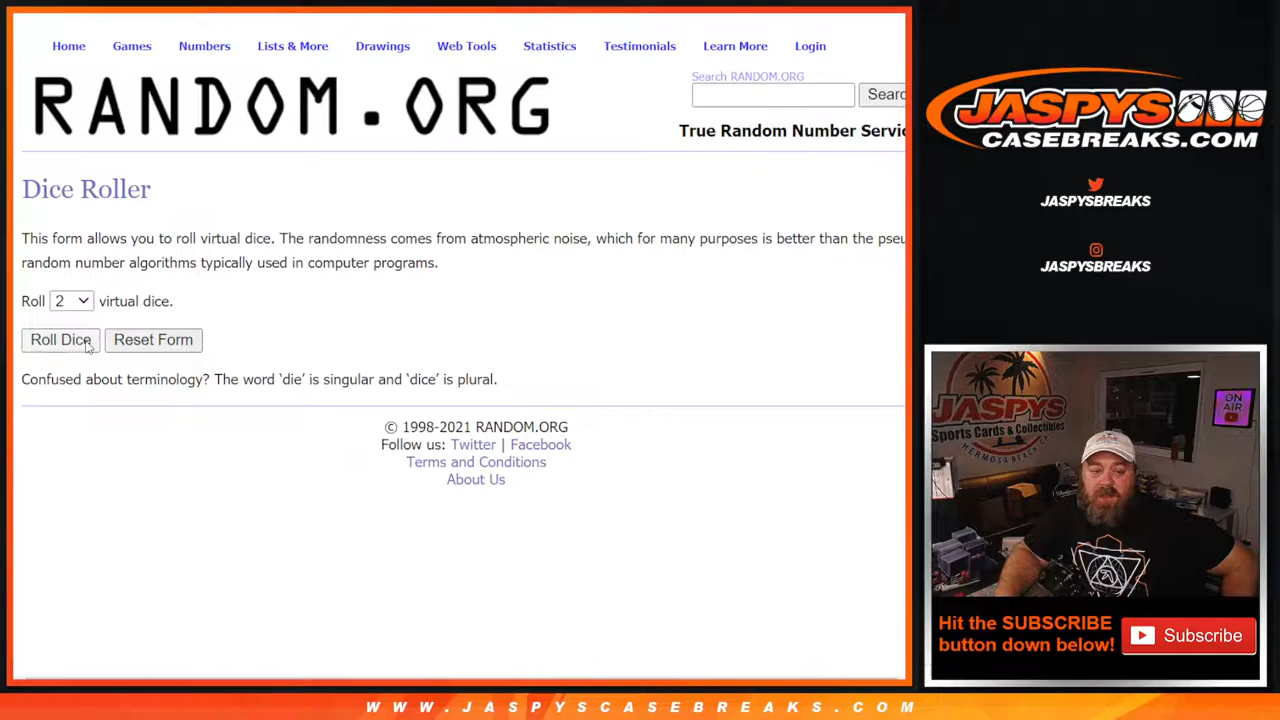 Home Games Numbers Lists & More Drawings Web Tools Statistics Testimonials Learn More Login
RANDOM.ORG
Search RANDOM.ORG
Searc
True Random Number Servic
Dice Roller
This form allows you to roll virtual dice. The randomness comes from atmospheric noise, which for many purposes is better than the pseu
random number algorithms typically used in computer programs.
Roll 2 virtual dice.
Roll Dice Reset Form
Confused about terminology? The word ‘die’ is singular and ‘dice’ is plural.
© 1998-2021 RANDOM.ORG
Follow us: Twitter | Facebook
Terms and Conditions
About Us
JASPYS
CASEBREAKS.COM
JASPYSBREAKS
JASPYSBREAKS
JASPYS
Sports Cards & Collectibles
HERMOSA BEACH, CA
ON
AIR
Hit the SUBSCRIBE
button down below!
Subscribe
WWW.JASPYSCASEBREAKS.COM